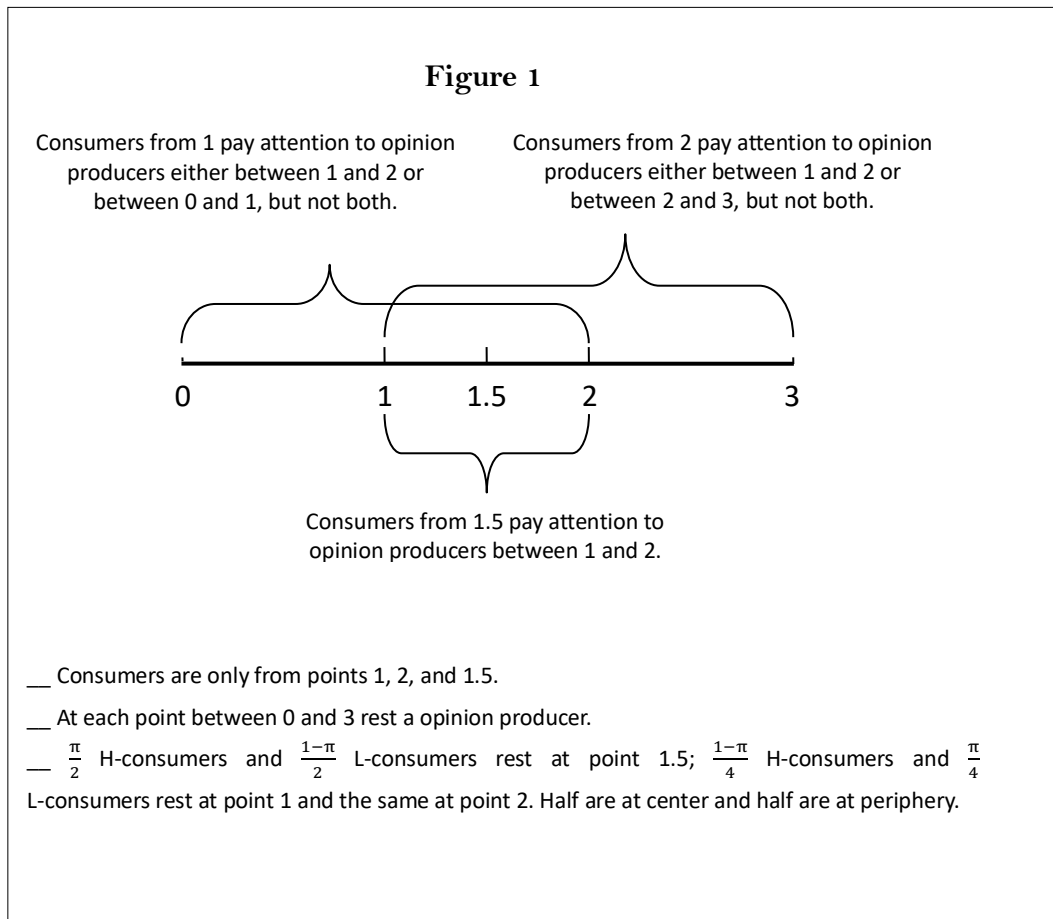 Figure 1
Consumers from 1 pay attention to opinion
producers either between 1 and 2 or
between 0 and 1, but not both.
Consumers from 2 pay attention to opinion
producers either between 1 and 2 or
between 2 and 3, but not both.
0 1 1.5 2 3
Consumers from 1.5 pay attention to
opinion producers between 1 and 2.
__ Consumers are only from points 1, 2, and 1.5.
__ At each point between 0 and 3 rest a opinion producer.
__ π/2 H-consumers and 1−π/2 L-consumers rest at point 1.5; 1−π/4 H-consumers and π/4
L-consumers rest at point 1 and the same at point 2. Half are at center and half are at periphery.